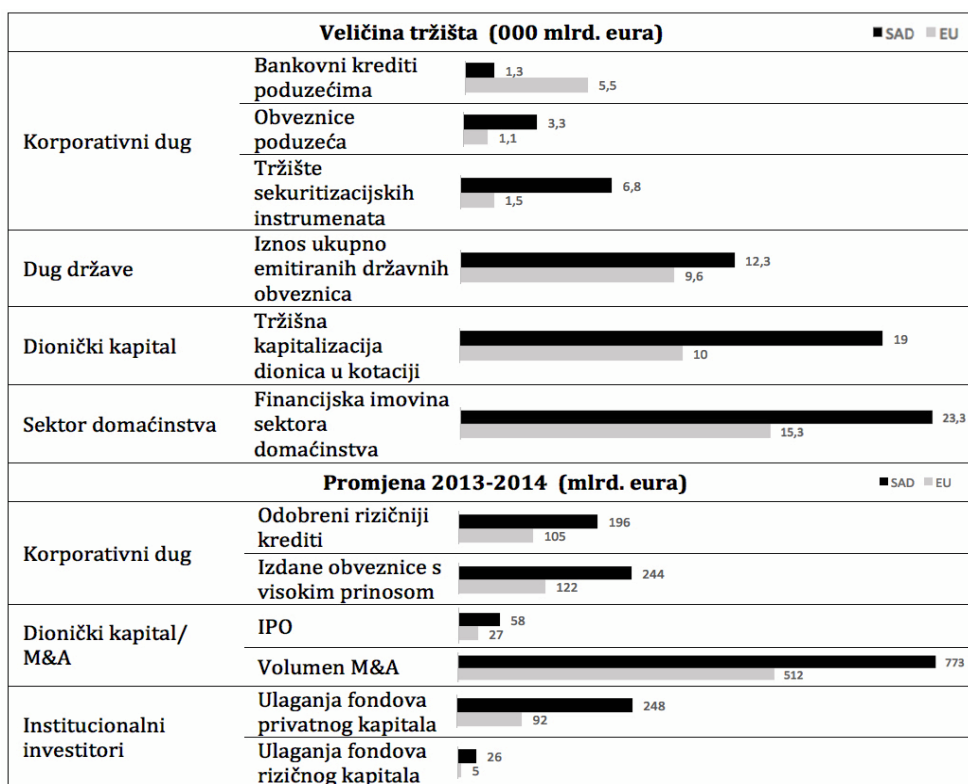 Veličina tržišta (000 mlrd. eura)
SAD EU
Korporativni dug
Bankovni krediti
poduzećima
1,3
5,5
Obveznice
poduzeća
3,3
1,1
Tržište
sekuritizacijskih
instrumenata
6,8
1,5
Dug države
Iznos ukupno
emitiranih državnih
obveznica
12,3
9,6
Dionički kapital
Tržišna
kapitalizacija
dionica u kotaciji
19
10
Sektor domaćinstva
Financijska imovina
sektora
domaćinstva
23,3
15,3
Promjena 2013-2014 (mlrd. eura)
SAD EU
Korporativni dug
Odobreni rizičniji
krediti
196
105
Izdane obveznice s
visokim prinosom
244
122
Dionički kapital/
M&A
IPO
58
27
Volumen M&A
773
512
Institucionalni
investitori
Ulaganja fondova
privatnog kapitala
248
92
Ulaganja fondova
rizičnog kapitala
26
5